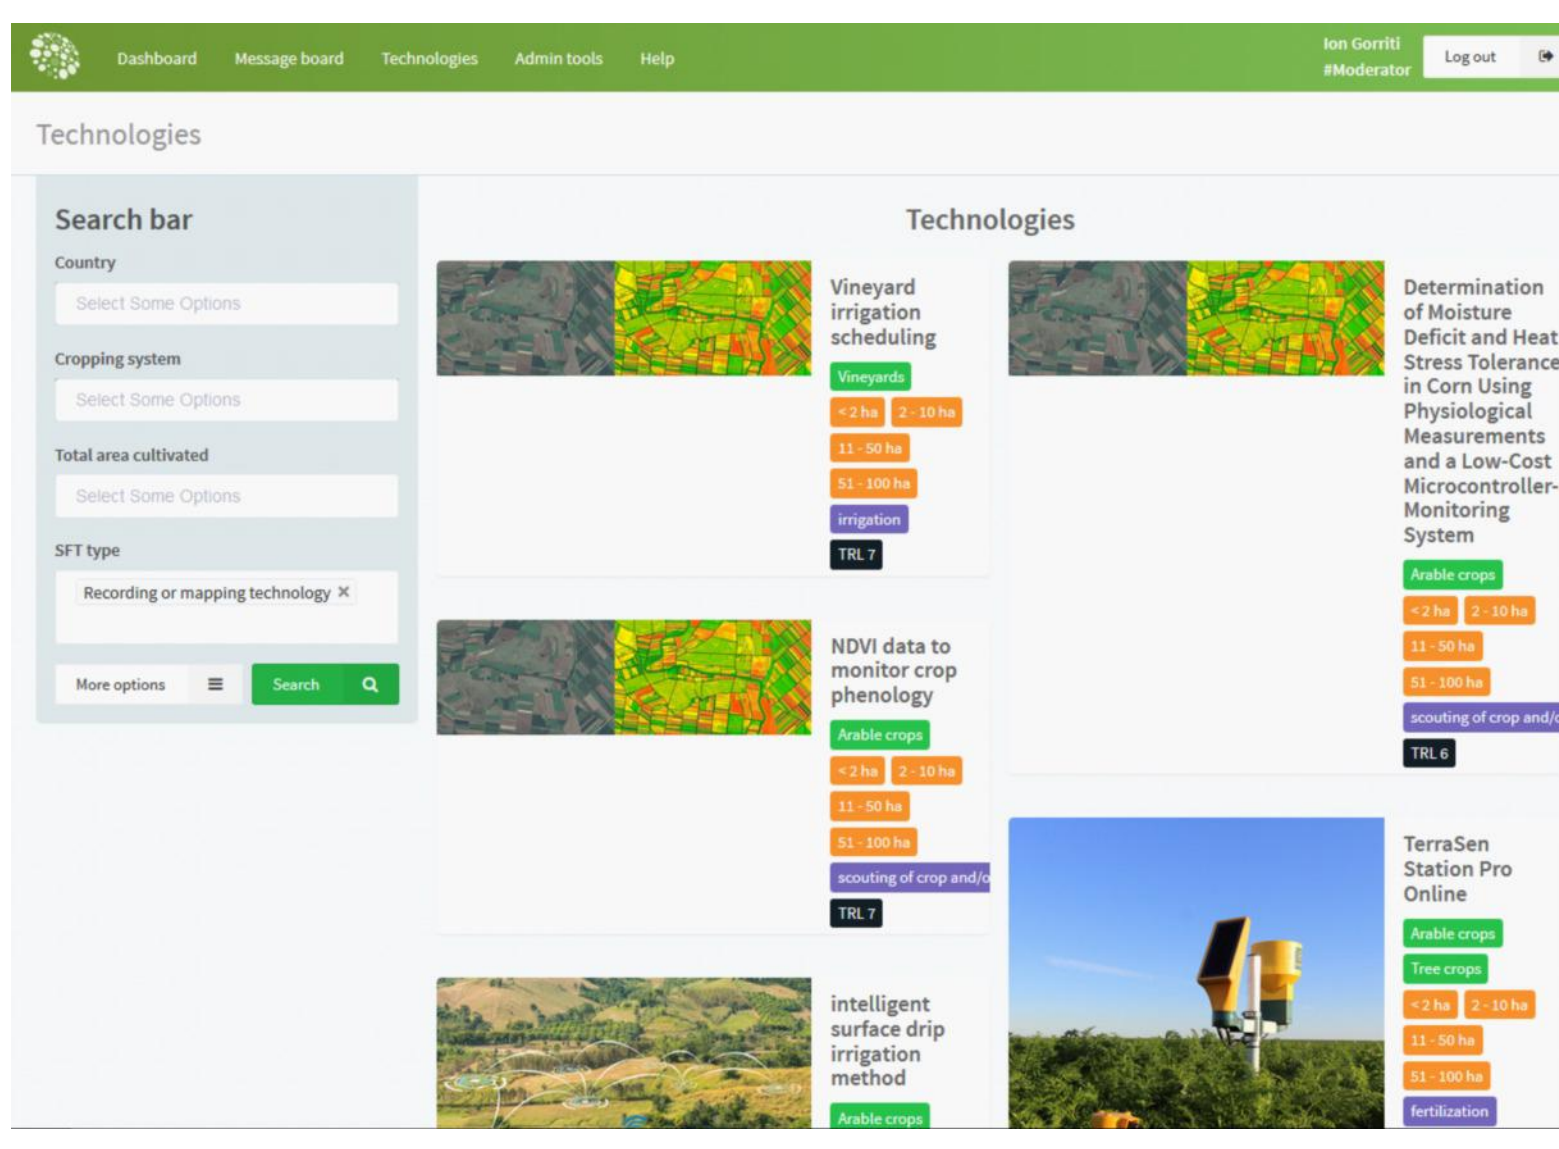 Dashboard
Message board
Technologies
Admin tools
Help
Ion Gorriti
#Moderator
Log out
Technologies
Search bar
Country
Select Some Options
Cropping system
Select Some Options
Total area cultivated
Select Some Options
SFT type
Recording or mapping technology ×
More options
Search
Technologies
Vineyard
irrigation
scheduling
Vineyards
< 2 ha 2 - 10 ha
11 - 50 ha
51 - 100 ha
irrigation
TRL 7
Determination
of Moisture
Deficit and Heat
Stress Tolerance
in Corn Using
Physiological
Measurements
and a Low-Cost
Microcontroller-
Monitoring
System
Arable crops
< 2 ha 2 - 10 ha
11 - 50 ha
51 - 100 ha
scouting of crop and/o
TRL 6
NDVI data to
monitor crop
phenology
Arable crops
< 2 ha 2 - 10 ha
11 - 50 ha
51 - 100 ha
scouting of crop and/o
TRL 7
TerraSen
Station Pro
Online
Arable crops
Tree crops
< 2 ha 2 - 10 ha
11 - 50 ha
51 - 100 ha
fertilization
intelligent
surface drip
irrigation
method
Arable crops